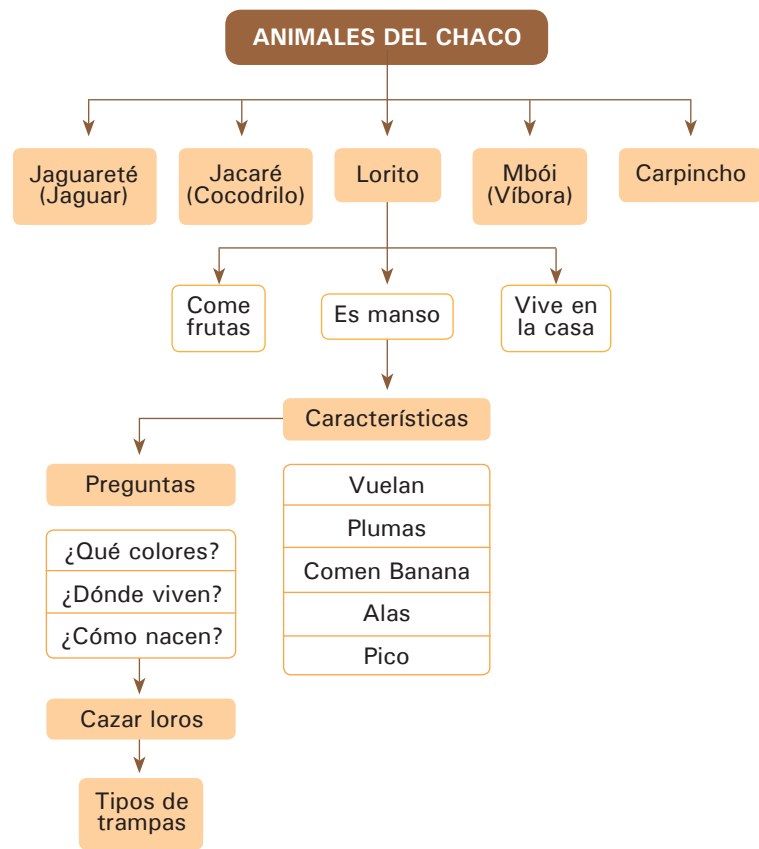 ANIMALES DEL CHACO
Jaguareté
(Jaguar)
Jacaré
(Cocodrilo)
Lorito
Mbói
(Víbora)
Carpincho
Come
frutas
Es manso
Vive en
la casa
Características
Preguntas
¿Qué colores?
¿Dónde viven?
¿Cómo nacen?
Vuelan
Plumas
Comen Banana
Alas
Pico
Cazar loros
Tipos de
trampas